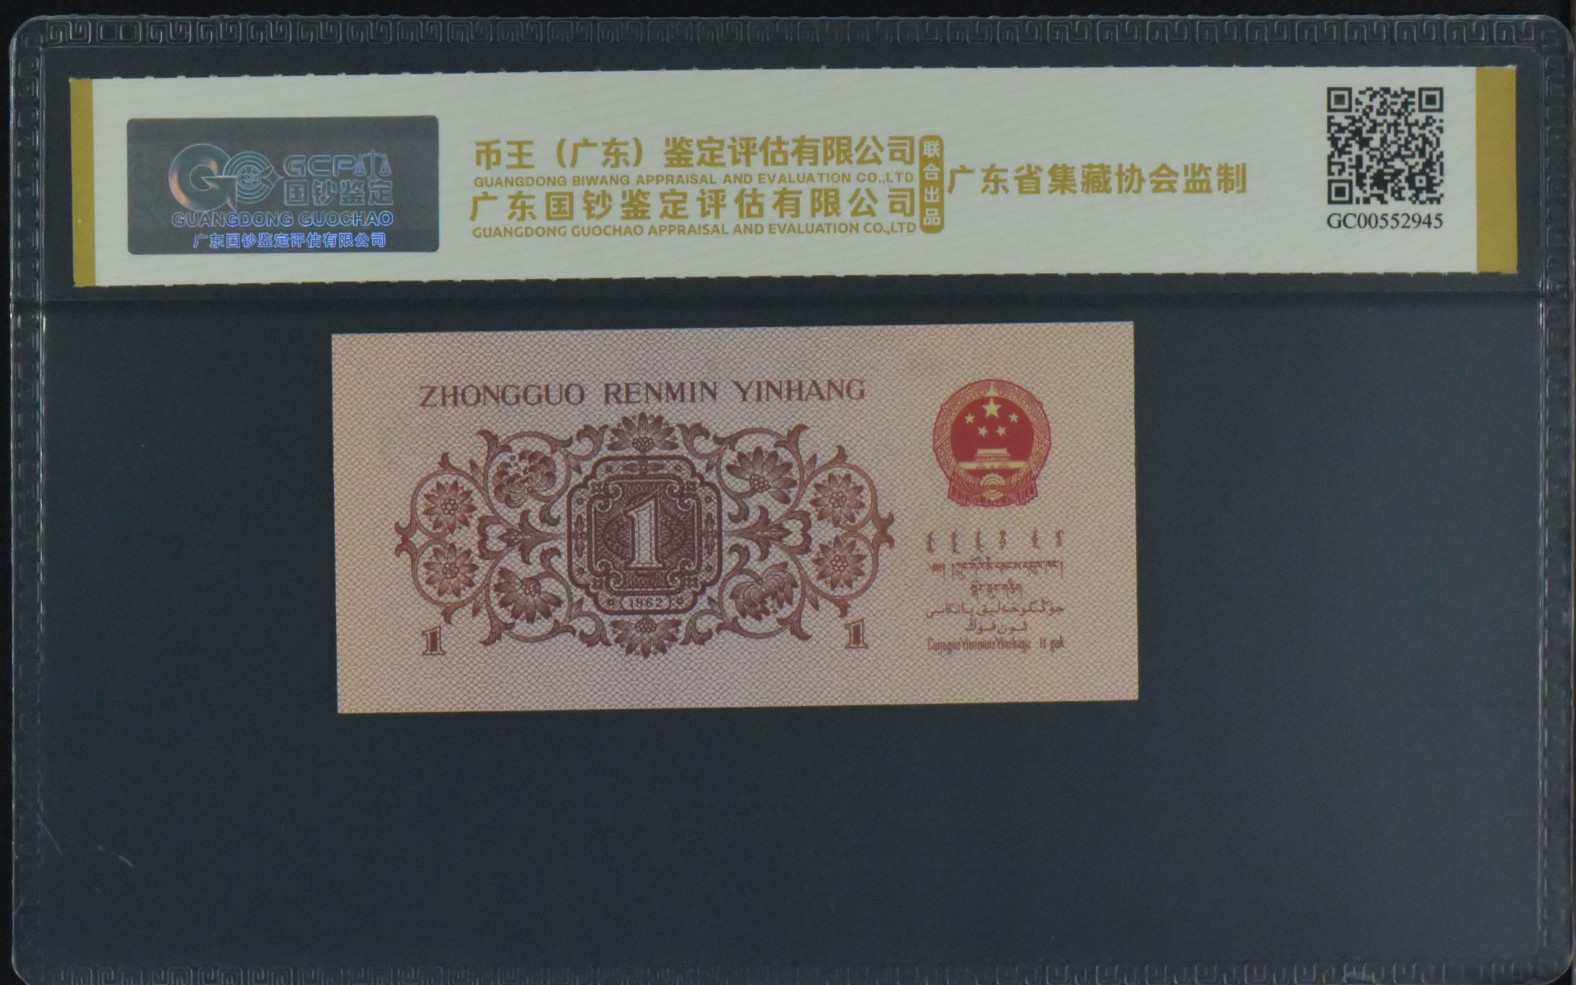 GCP
国钞鉴定
GUANGDONG GUOCHAO
广东国钞鉴定评估有限公司
币王（广东）鉴定评估有限公司
GUANGDONG BIWANG APPRAISAL AND EVALUATION CO.,LTD
广东国钞鉴定评估有限公司
GUANGDONG GUOCHAO APPRAISAL AND EVALUATION CO.,LTD
联合出品
广东省集藏协会监制
GC00552945
ZHONGGUO RENMIN YINHANG
1
1962
1 1